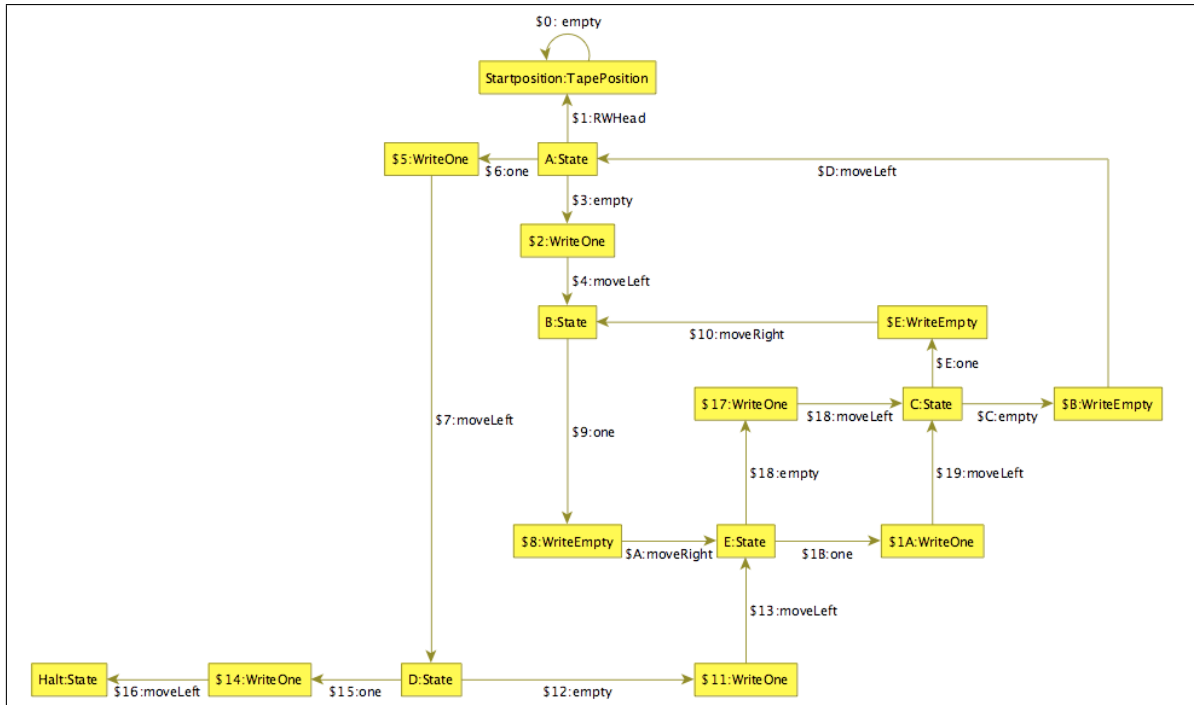 $0: empty
Startposition:TapePosition
$1:RWHead
$5:WriteOne
A:State
$6:one
$D:moveLeft
$3:empty
$2:WriteOne
$4:moveLeft
B:State
$E:WriteEmpty
$10:moveRight
$E:one
$17:WriteOne
C:State
$B:WriteEmpty
$18:moveLeft
$C:empty
$7:moveLeft
$9:one
$18:empty
$19:moveLeft
$8:WriteEmpty
E:State
$1A:WriteOne
$A:moveRight
$1B:one
$13:moveLeft
Halt:State
$14:WriteOne
D:State
$11:WriteOne
$16:moveLeft
$15:one
$12:empty